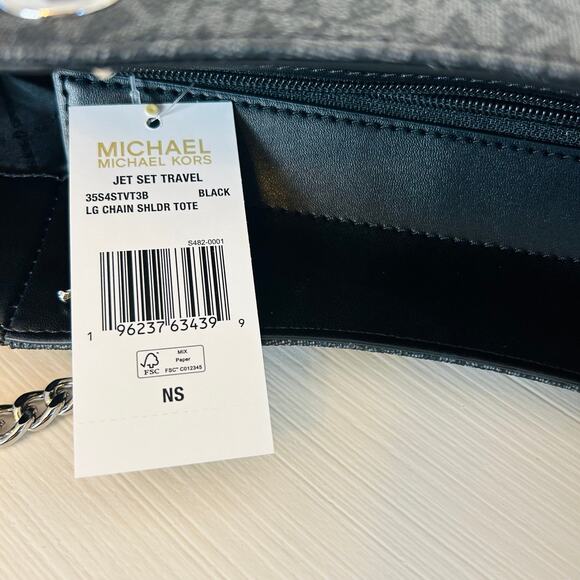 MICHAEL
MICHAEL KORS
JET SET TRAVEL
35S4STVT3B BLACK
LG CHAIN SHLDR TOTE
S482-0001
1 96237 63439 9
FSC
MIX
Paper
FSC™ C012345
NS